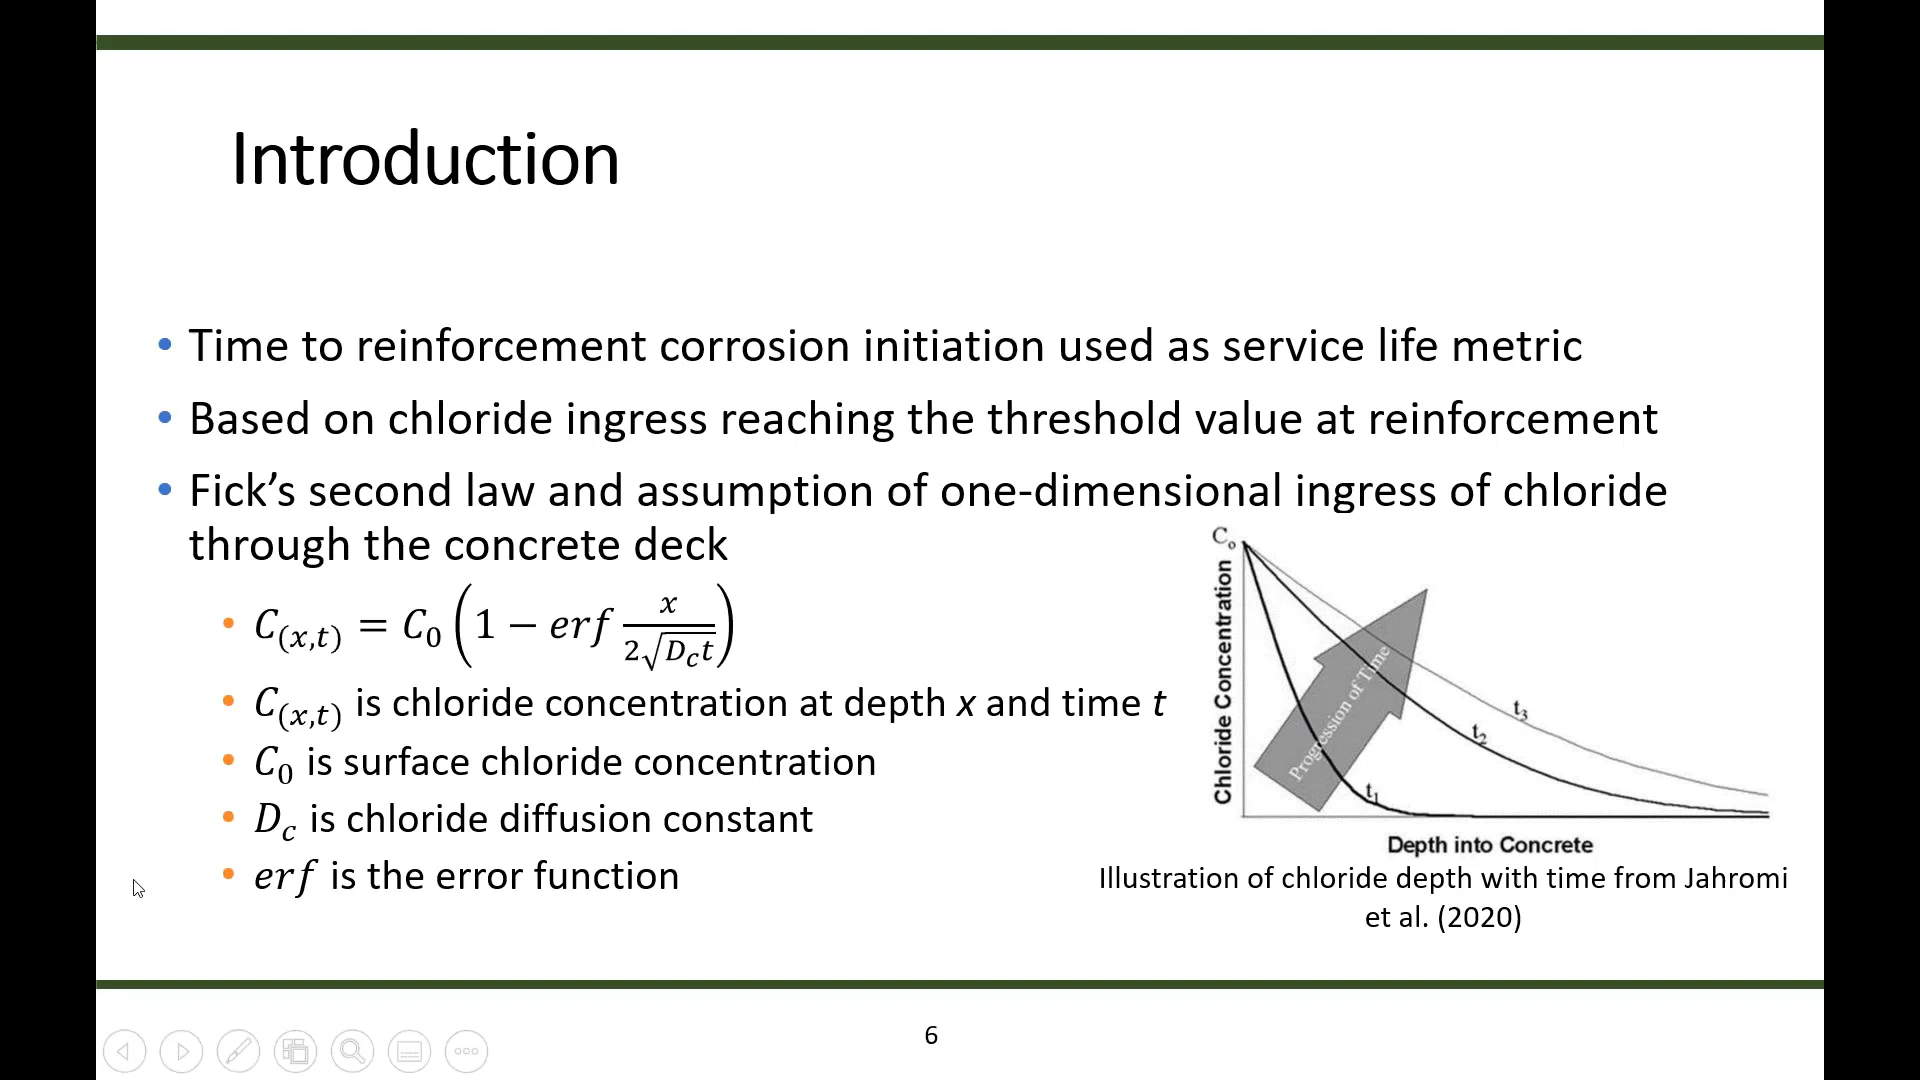 Introduction
• Time to reinforcement corrosion initiation used as service life metric
• Based on chloride ingress reaching the threshold value at reinforcement
• Fick’s second law and assumption of one-dimensional ingress of chloride
through the concrete deck
• C₍ₓ,ₜ₎ = C₀ (1 − erf x / 2√(D_c t))
• C₍ₓ,ₜ₎ is chloride concentration at depth x and time t
• C₀ is surface chloride concentration
• D_c is chloride diffusion constant
• erf is the error function
Cₒ
Chloride Concentration
Progression of Time
t₁
t₂
t₃
Depth into Concrete
Illustration of chloride depth with time from Jahromi
et al. (2020)
6